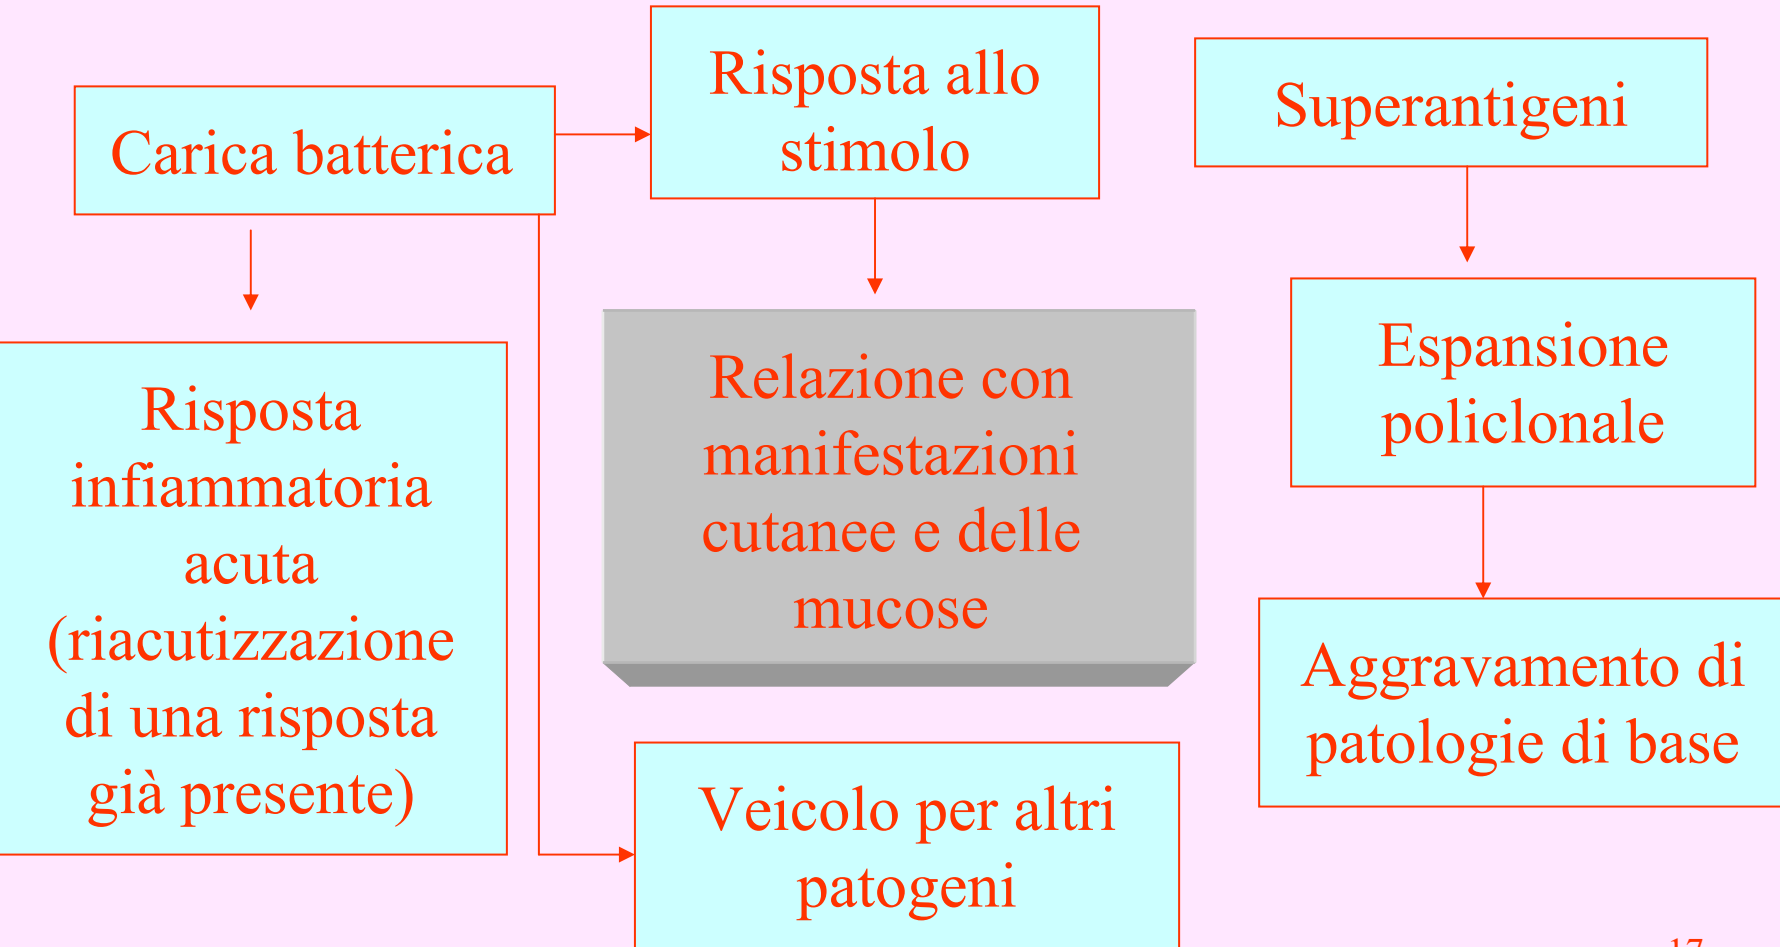 Carica batterica
Risposta allo
stimolo
Superantigeni
Risposta
infiammatoria
acuta
(riacutizzazione
di una risposta
già presente)
Relazione con
manifestazioni
cutanee e delle
mucose
Espansione
policlonale
Veicolo per altri
patogeni
Aggravamento di
patologie di base
17